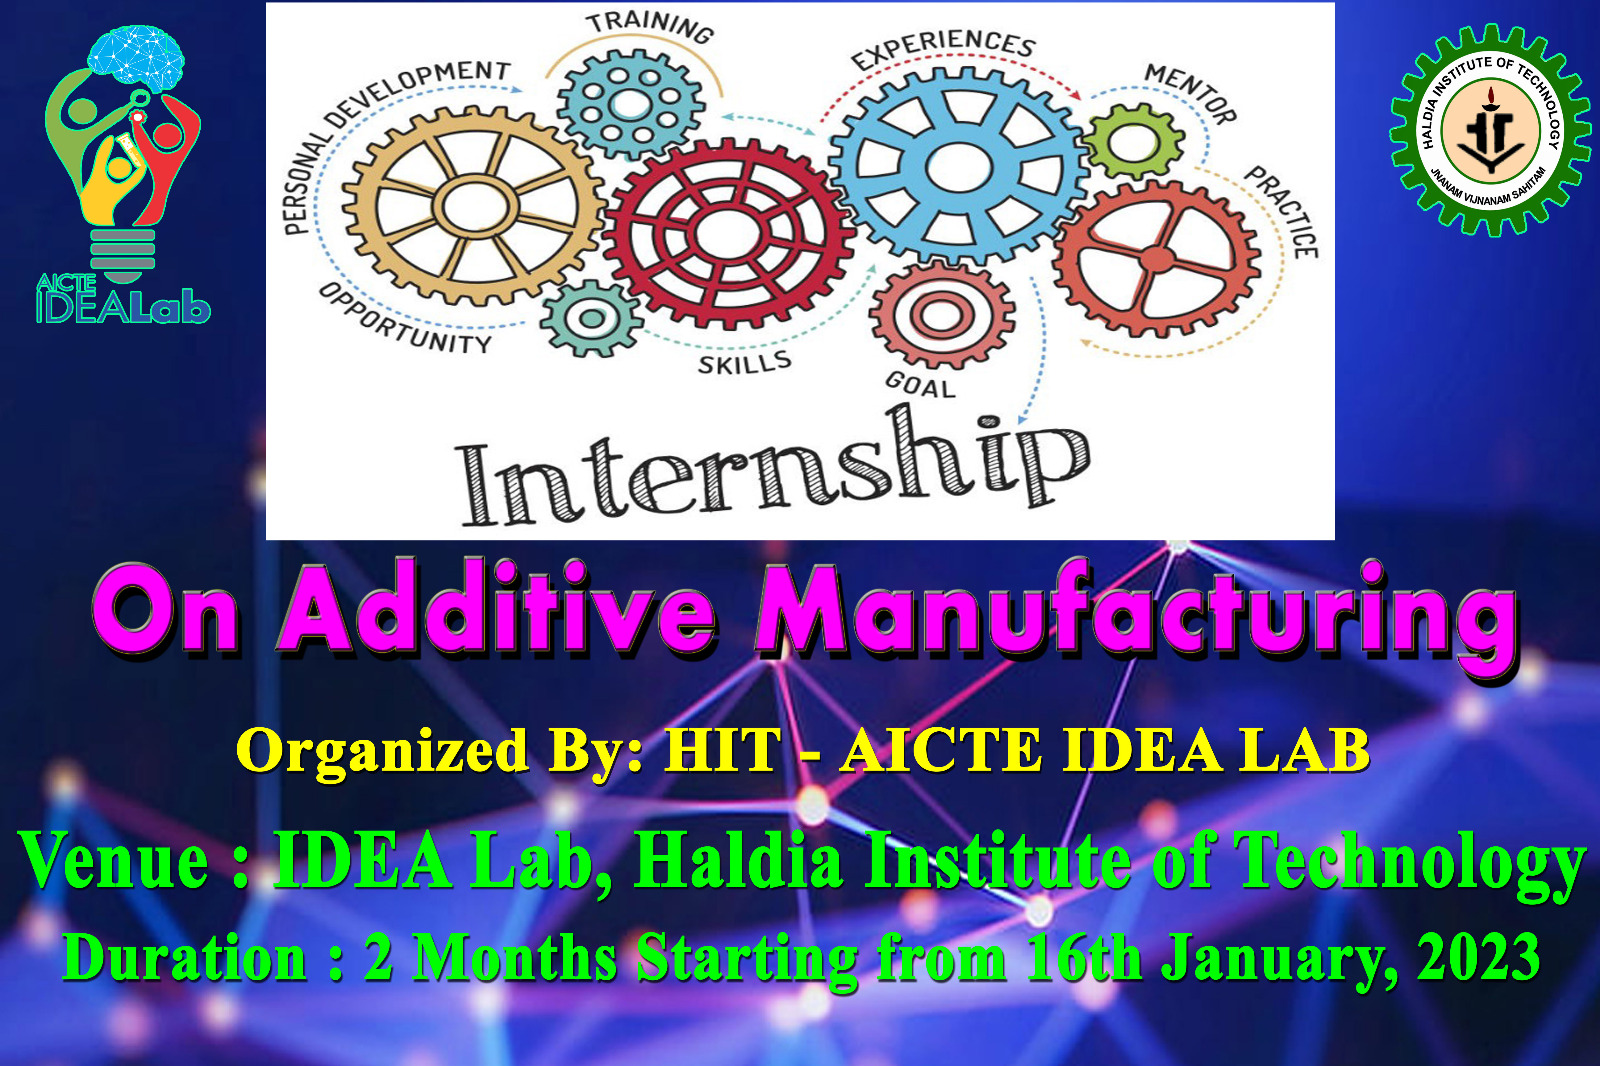 TRAINING
EXPERIENCES
MENTOR
PERSONAL DEVELOPMENT
PRACTICE
OPPORTUNITY
SKILLS
GOAL
Internship
AICTE
IDEALab
HALDIA INSTITUTE OF TECHNOLOGY
JNANAM VIJNANAM SAHITAM
On Additive Manufacturing
Organized By: HIT - AICTE IDEA LAB
Venue : IDEA Lab, Haldia Institute of Technology
Duration : 2 Months Starting from 16th January, 2023